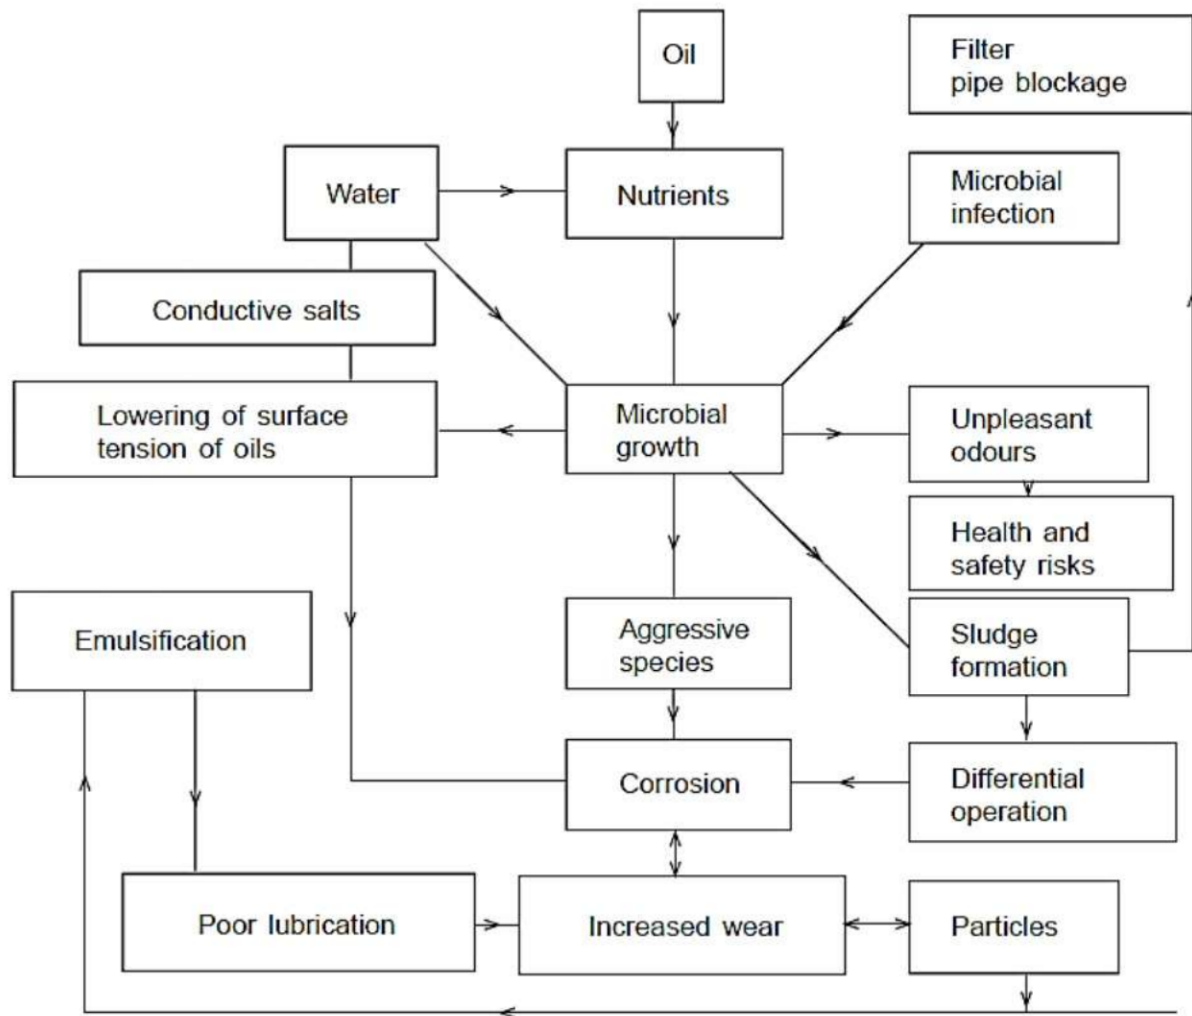 Oil
Filter
pipe blockage
Water
Nutrients
Microbial
infection
Conductive salts
Lowering of surface
tension of oils
Microbial
growth
Unpleasant
odours
Health and
safety risks
Emulsification
Aggressive
species
Sludge
formation
Corrosion
Differential
operation
Poor lubrication
Increased wear
Particles